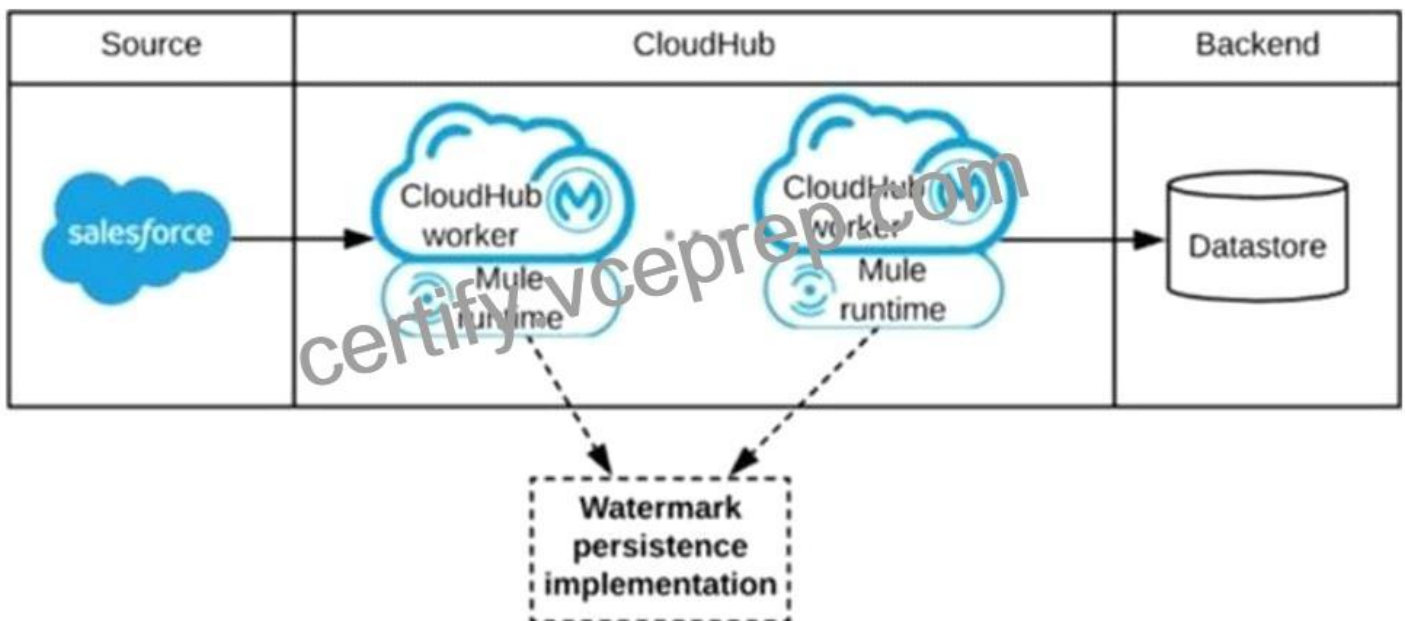 Source
CloudHub
Backend
salesforce
CloudHub
worker
Mule
runtime
CloudHub
worker
Mule
runtime
Datastore
certify.vceprep.com
Watermark
persistence
implementation